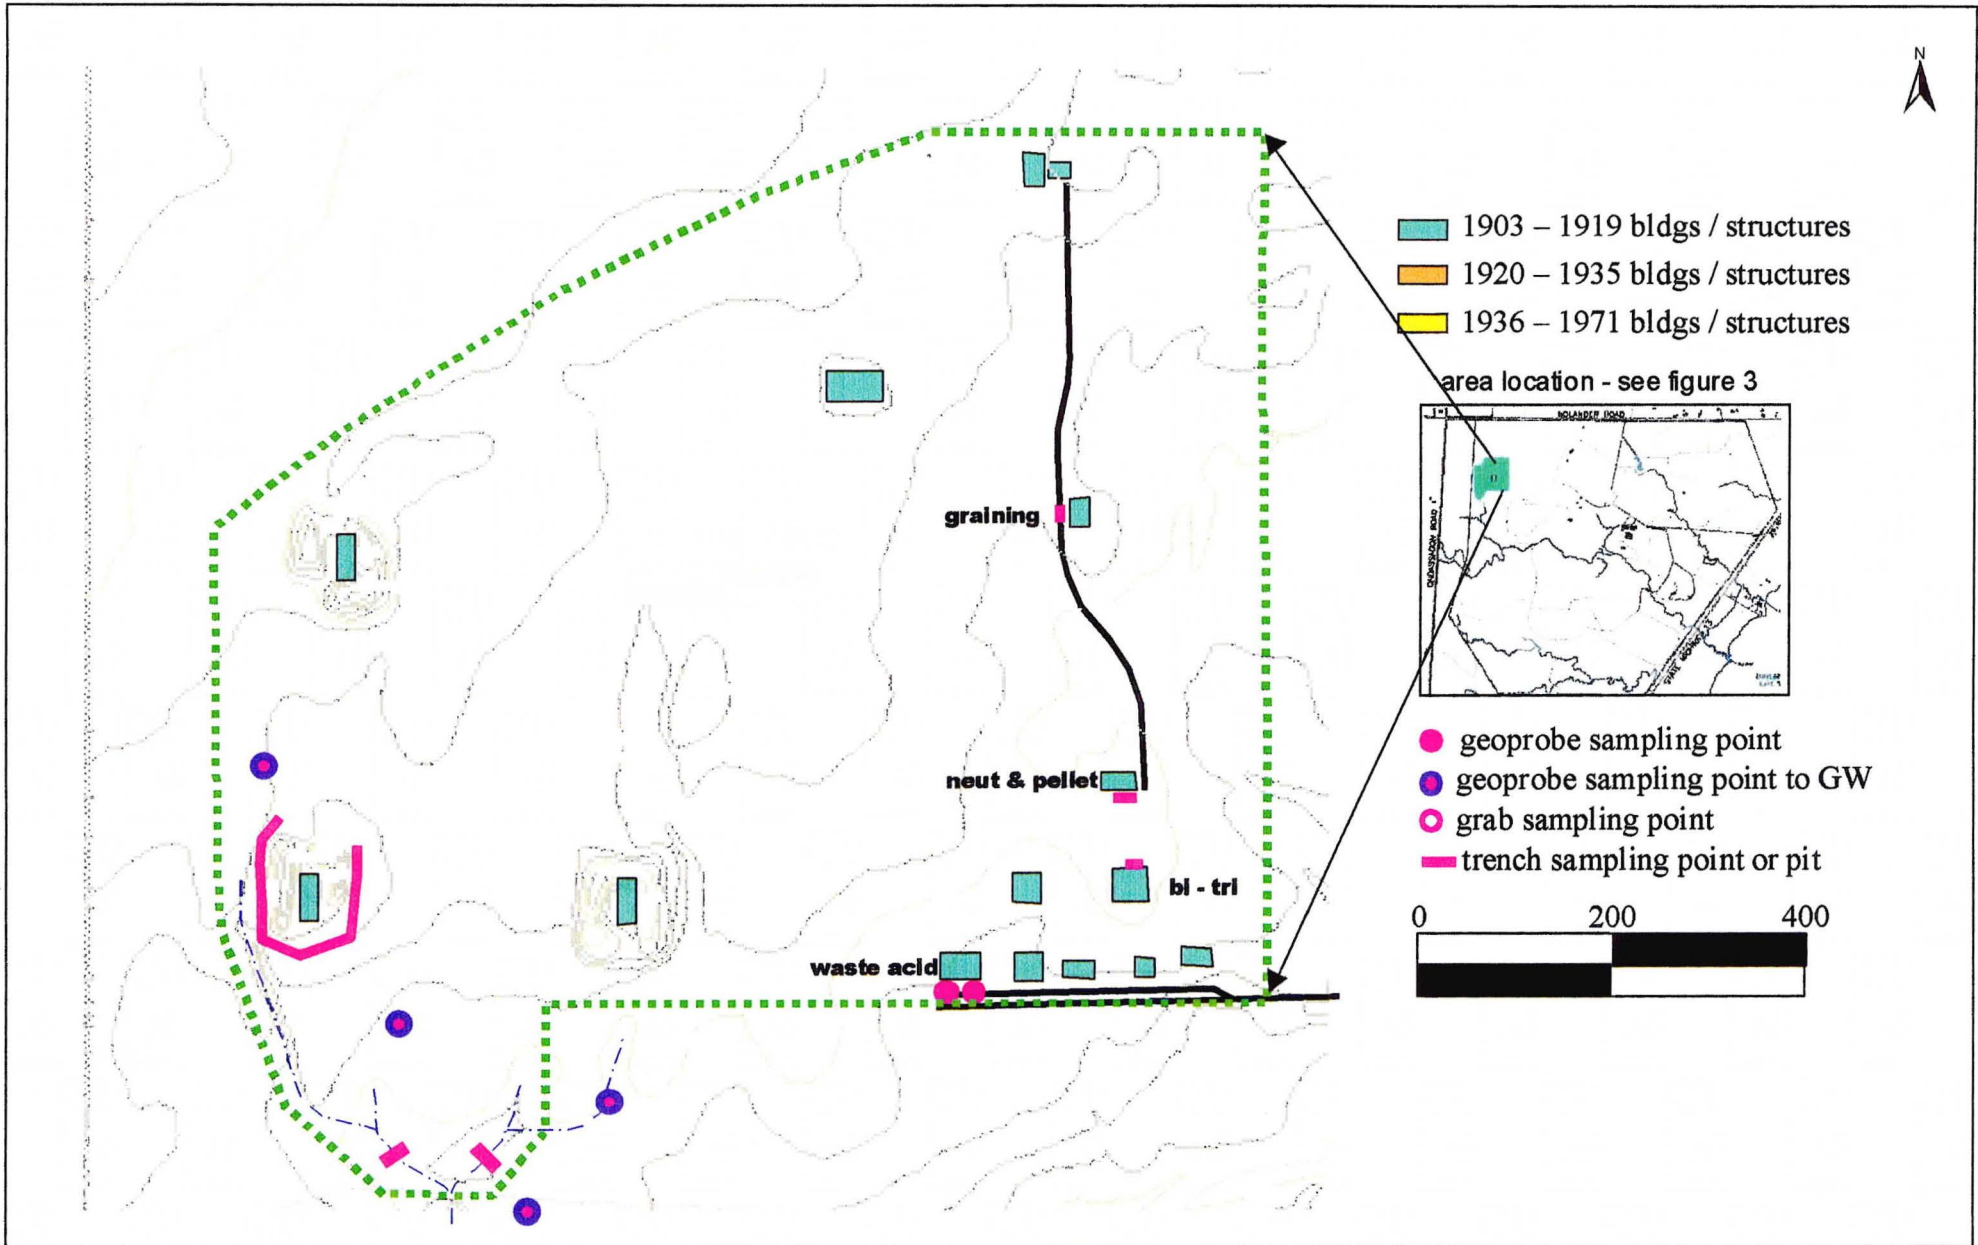 N
1903 – 1919 bldgs / structures
1920 – 1935 bldgs / structures
1936 – 1971 bldgs / structures
area location - see figure 3
ROAD
graining
neut & pellet
bi - tri
waste acid
geoprobe sampling point
geoprobe sampling point to GW
grab sampling point
trench sampling point or pit
0 200 400